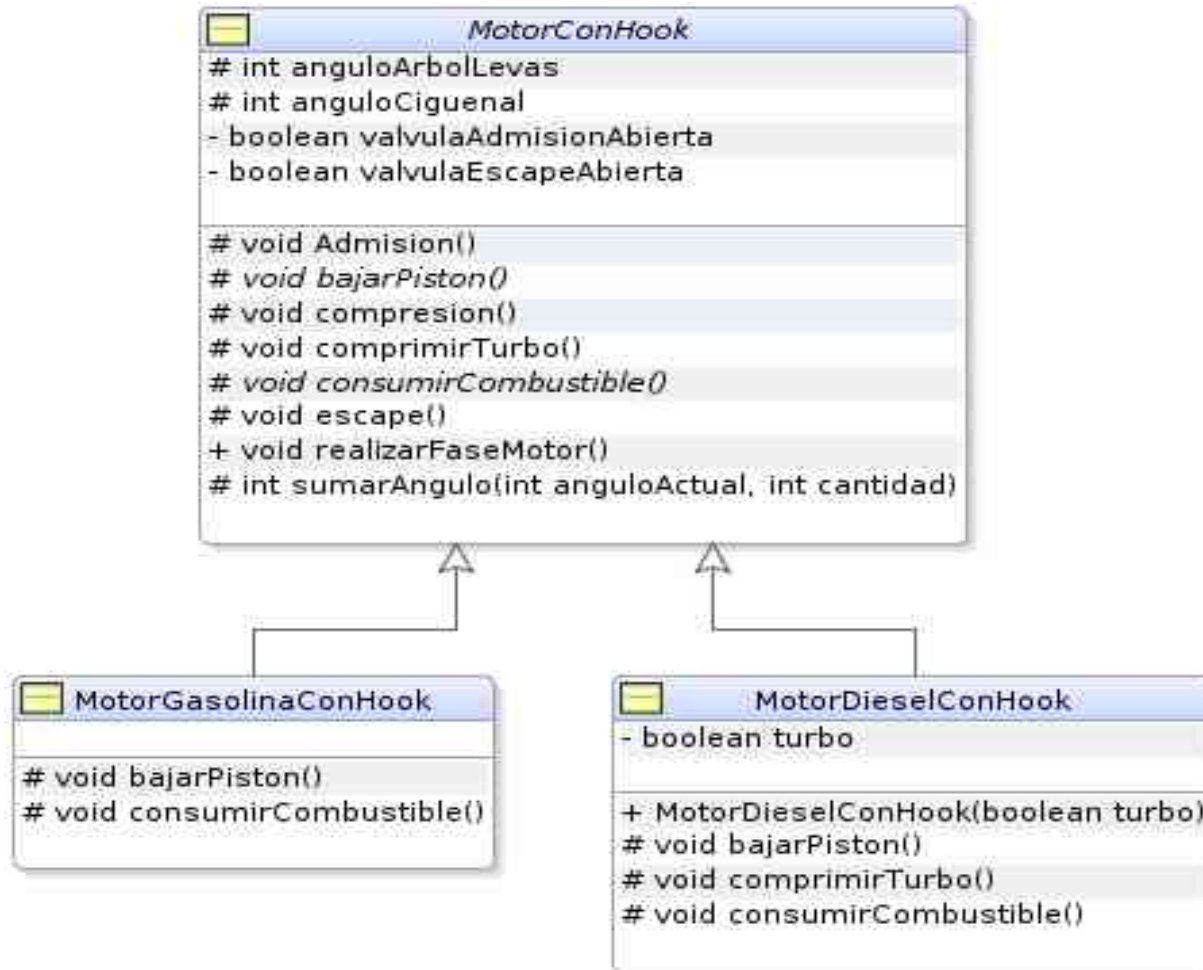 MotorConHook
# int anguloArbolLevas
# int anguloCiguenal
- boolean valvulaAdmisionAbierta
- boolean valvulaEscapeAbierta
# void Admision()
# void bajarPiston()
# void compresion()
# void comprimirTurbo()
# void consumirCombustible()
# void escape()
+ void realizarFaseMotor()
# int sumarAngulo(int anguloActual, int cantidad)
MotorGasolinaConHook
# void bajarPiston()
# void consumirCombustible()
MotorDieselConHook
- boolean turbo
+ MotorDieselConHook(boolean turbo)
# void bajarPiston()
# void comprimirTurbo()
# void consumirCombustible()